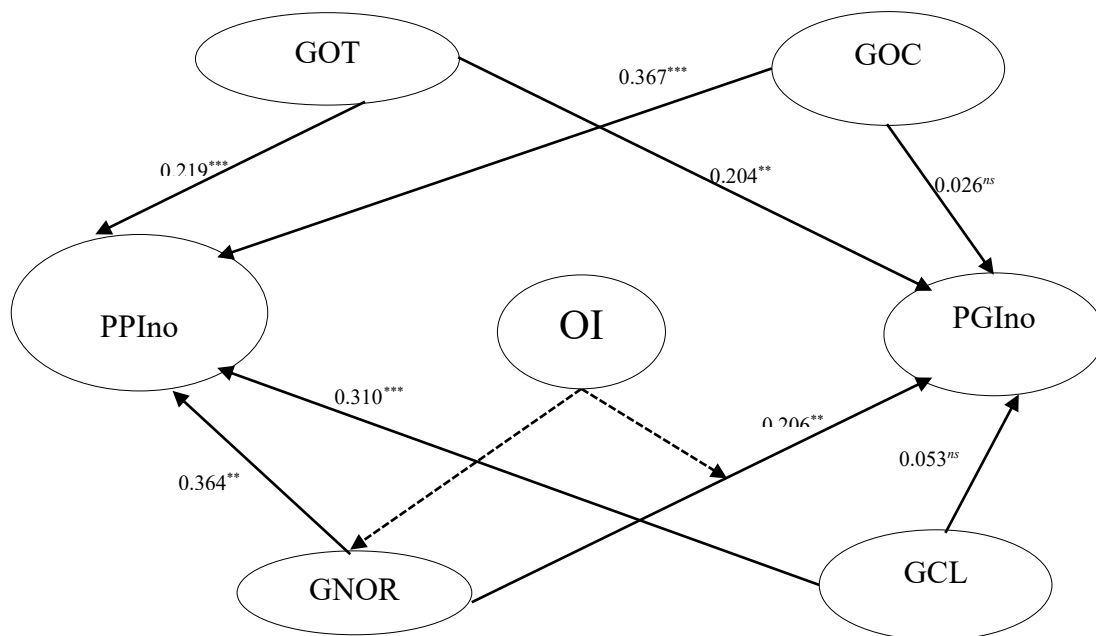 GOT
GOC
0.367***
0.219***
0.204**
0.026ns
PPIno
OI
PGIno
0.310***
0.206**
0.053ns
0.364**
GNOR
GCL